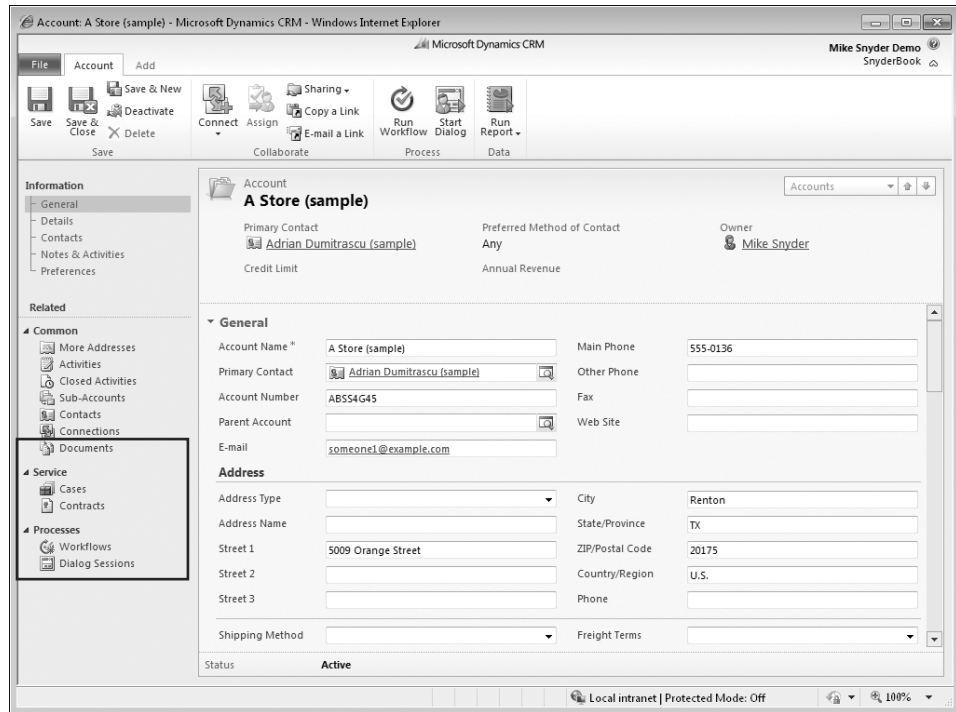 Account: A Store (sample) - Microsoft Dynamics CRM - Windows Internet Explorer
Microsoft Dynamics CRM
Mike Snyder Demo
SnyderBook
File Account Add
Save
Save & Close
Save & New
Deactivate
Delete
Save
Connect
Assign
Sharing
Copy a Link
E-mail a Link
Collaborate
Run Workflow
Start Dialog
Process
Run Report
Data
Information
General
Details
Contacts
Notes & Activities
Preferences
Related
Common
More Addresses
Activities
Closed Activities
Sub-Accounts
Contacts
Connections
Documents
Service
Cases
Contracts
Processes
Workflows
Dialog Sessions
Account
A Store (sample)
Accounts
Primary Contact
Adrian Dumitrascu (sample)
Preferred Method of Contact
Any
Owner
Mike Snyder
Credit Limit
Annual Revenue
General
Account Name * A Store (sample)
Main Phone 555-0136
Primary Contact Adrian Dumitrascu (sample)
Other Phone
Account Number ABSS4G45
Fax
Parent Account
Web Site
E-mail someone1@example.com
Address
Address Type
City Renton
Address Name
State/Province TX
Street 1 5009 Orange Street
ZIP/Postal Code 20175
Street 2
Country/Region U.S.
Street 3
Phone
Shipping Method
Freight Terms
Status Active
Local intranet | Protected Mode: Off
100%